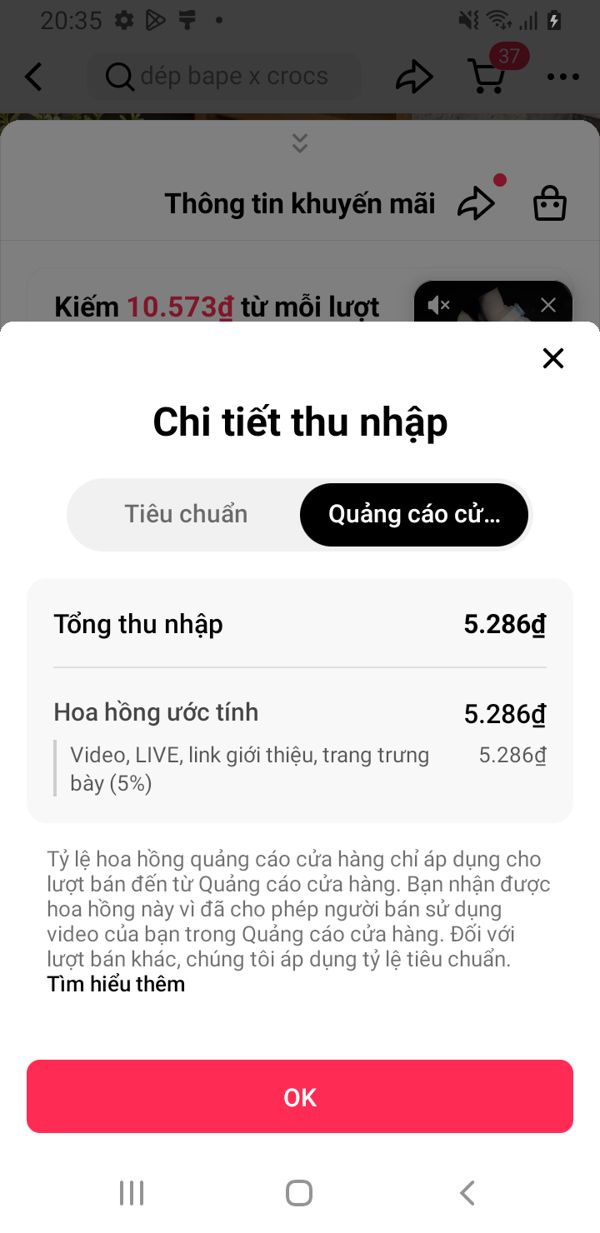 20:35
dép bape x crocs
37
Thông tin khuyến mãi
Kiếm 10.573₫ từ mỗi lượt
Chi tiết thu nhập
Tiêu chuẩn
Quảng cáo cử...
Tổng thu nhập 5.286₫
Hoa hồng ước tính 5.286₫
Video, LIVE, link giới thiệu, trang trưng 5.286₫
bày (5%)
Tỷ lệ hoa hồng quảng cáo cửa hàng chỉ áp dụng cho
lượt bán đến từ Quảng cáo cửa hàng. Bạn nhận được
hoa hồng này vì đã cho phép người bán sử dụng
video của bạn trong Quảng cáo cửa hàng. Đối với
lượt bán khác, chúng tôi áp dụng tỷ lệ tiêu chuẩn.
Tìm hiểu thêm
OK